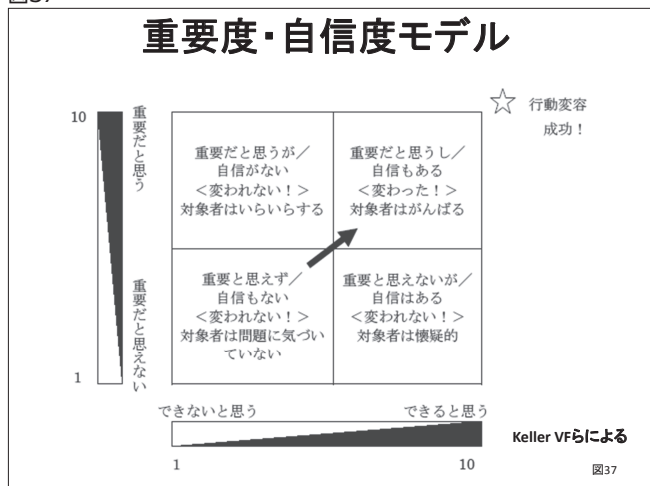 重要度・自信度モデル
☆ 行動変容
成功！
10
重要だと思う
重要だと思えない
1
重要だと思うが／
自信がない
＜変われない！＞
対象者はいらいらする
重要だと思うし／
自信もある
＜変わった！＞
対象者はがんばる
重要と思えず／
自信もない
＜変われない！＞
対象者は問題に気づい
ていない
重要と思えないが／
自信はある
＜変われない！＞
対象者は懐疑的
できないと思う
できると思う
1
10
Keller VFらによる
図37